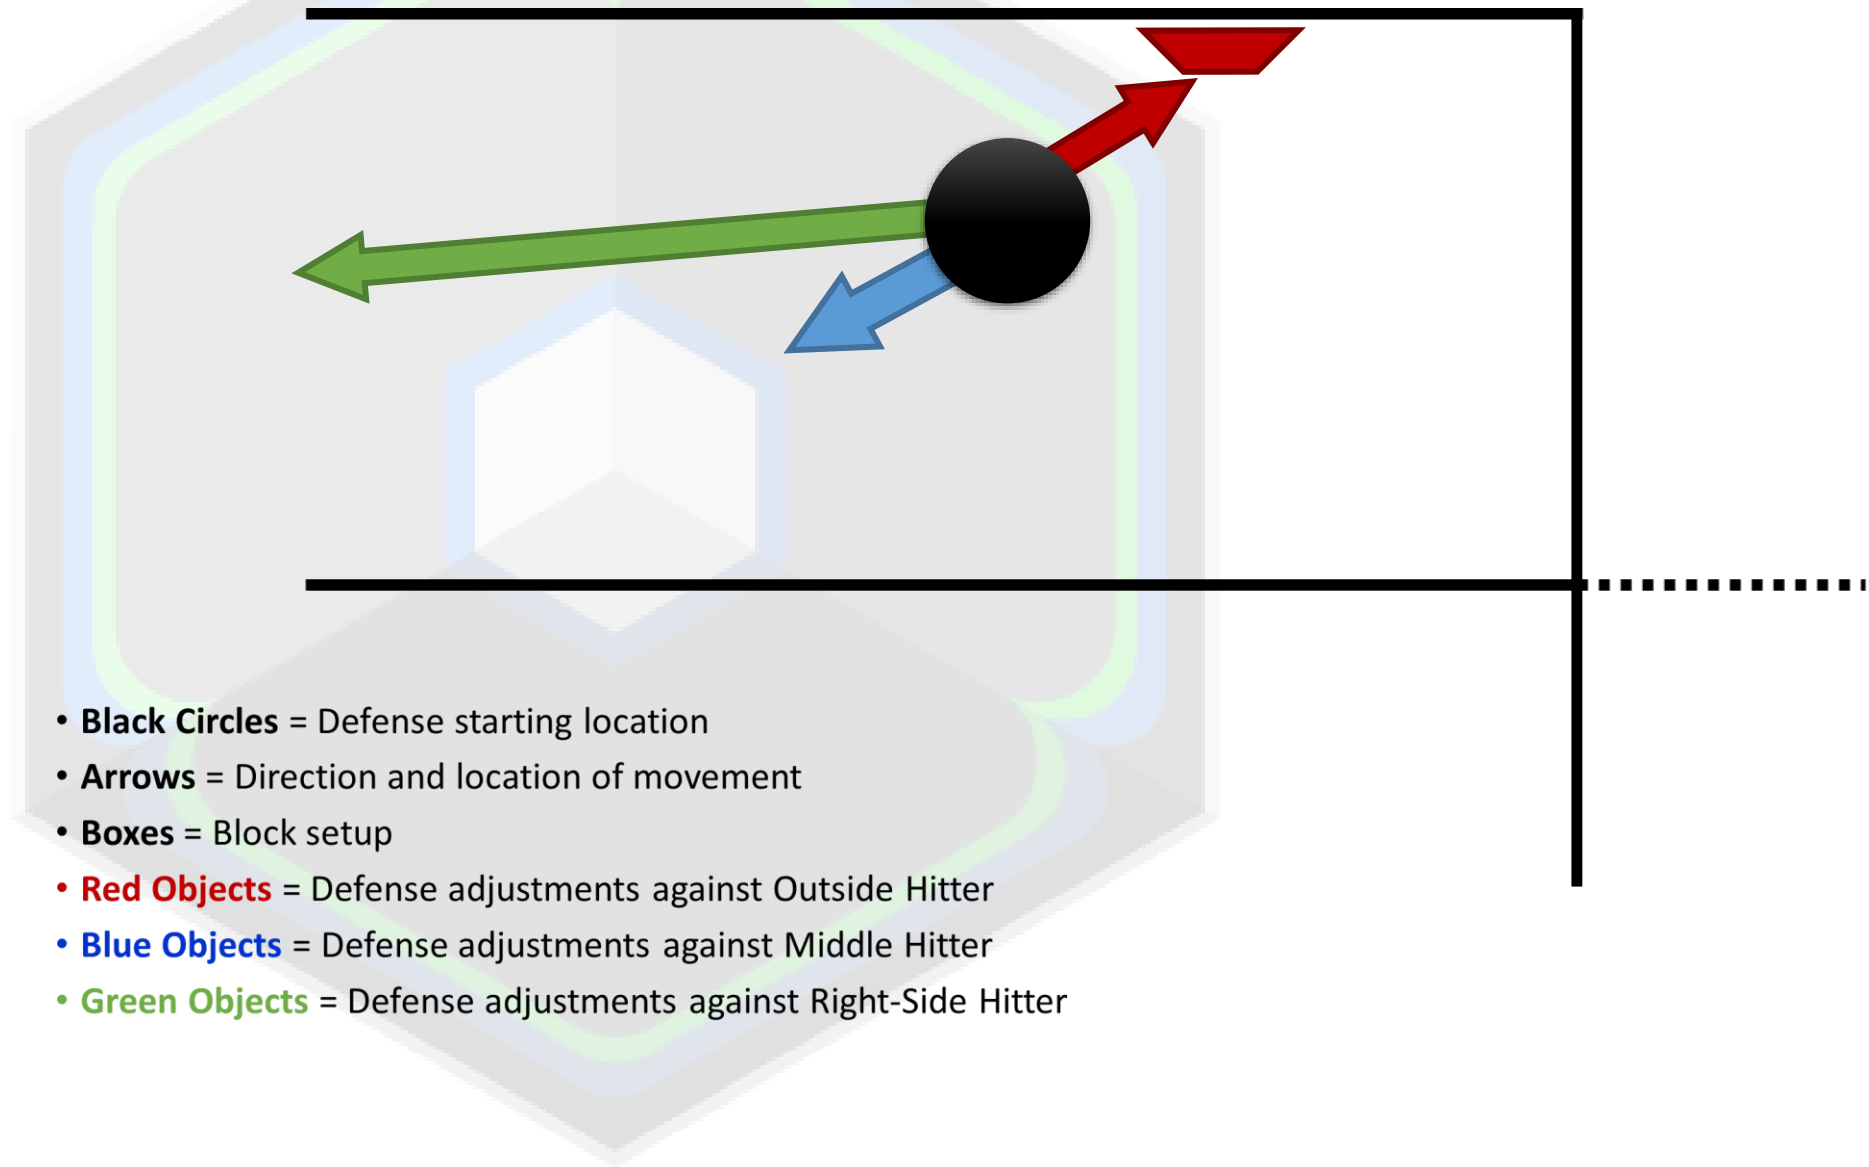 • Black Circles = Defense starting location
• Arrows = Direction and location of movement
• Boxes = Block setup
• Red Objects = Defense adjustments against Outside Hitter
• Blue Objects = Defense adjustments against Middle Hitter
• Green Objects = Defense adjustments against Right-Side Hitter